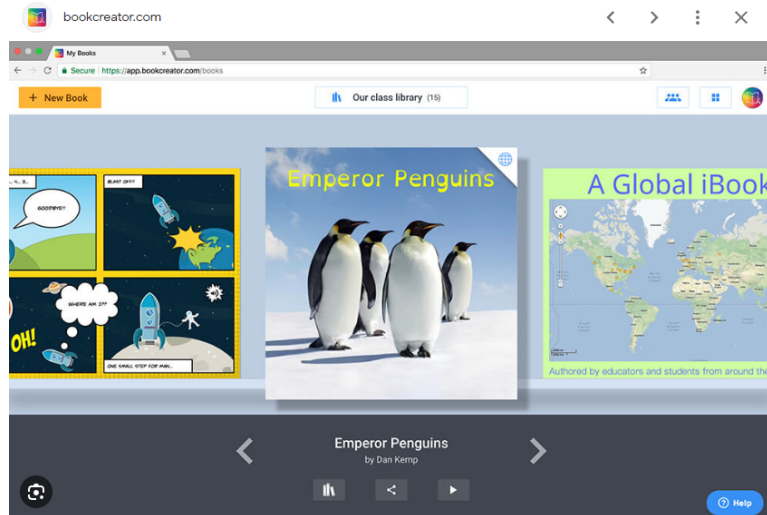 bookcreator.com
My Books
Secure https://app.bookcreator.com/books
+ New Book
Our class library (15)
GOODBYE!!
BLAST OFF!!
WHERE AM I??
OH!
ONE SMALL STEP FOR MAN...
Emperor Penguins
A Global iBook
Authored by educators and students from around the
Emperor Penguins
by Dan Kemp
? Help